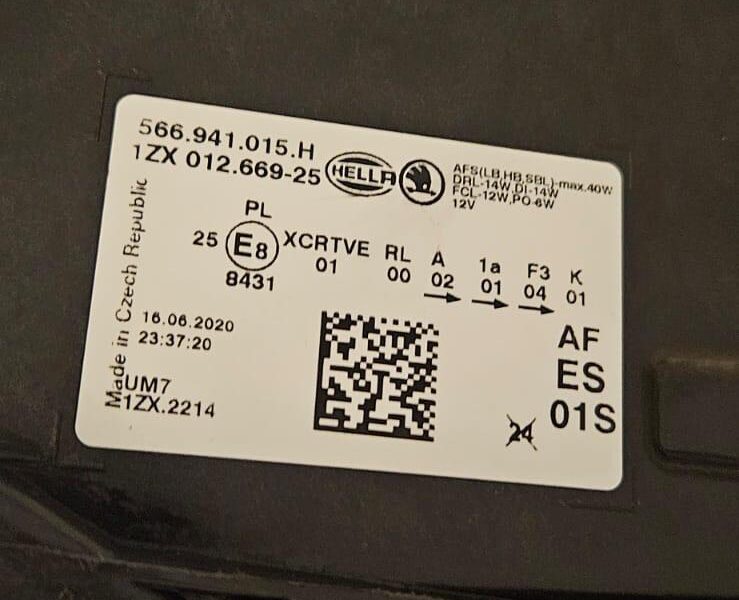 566.941.015.H
1ZX 012.669-25
HELLA
AFS(LB,HB,SBL)-max.40W
DRL-14W,DI-14W
FCL-12W,PO-6W
12V
PL
25 E8 XCRTVE RL A 1a F3 K
8431 01 00 02 01 04 01
Made in Czech Republic
16.06.2020
23:37:20
UM7
1ZX.2214
AF
ES
01S
24